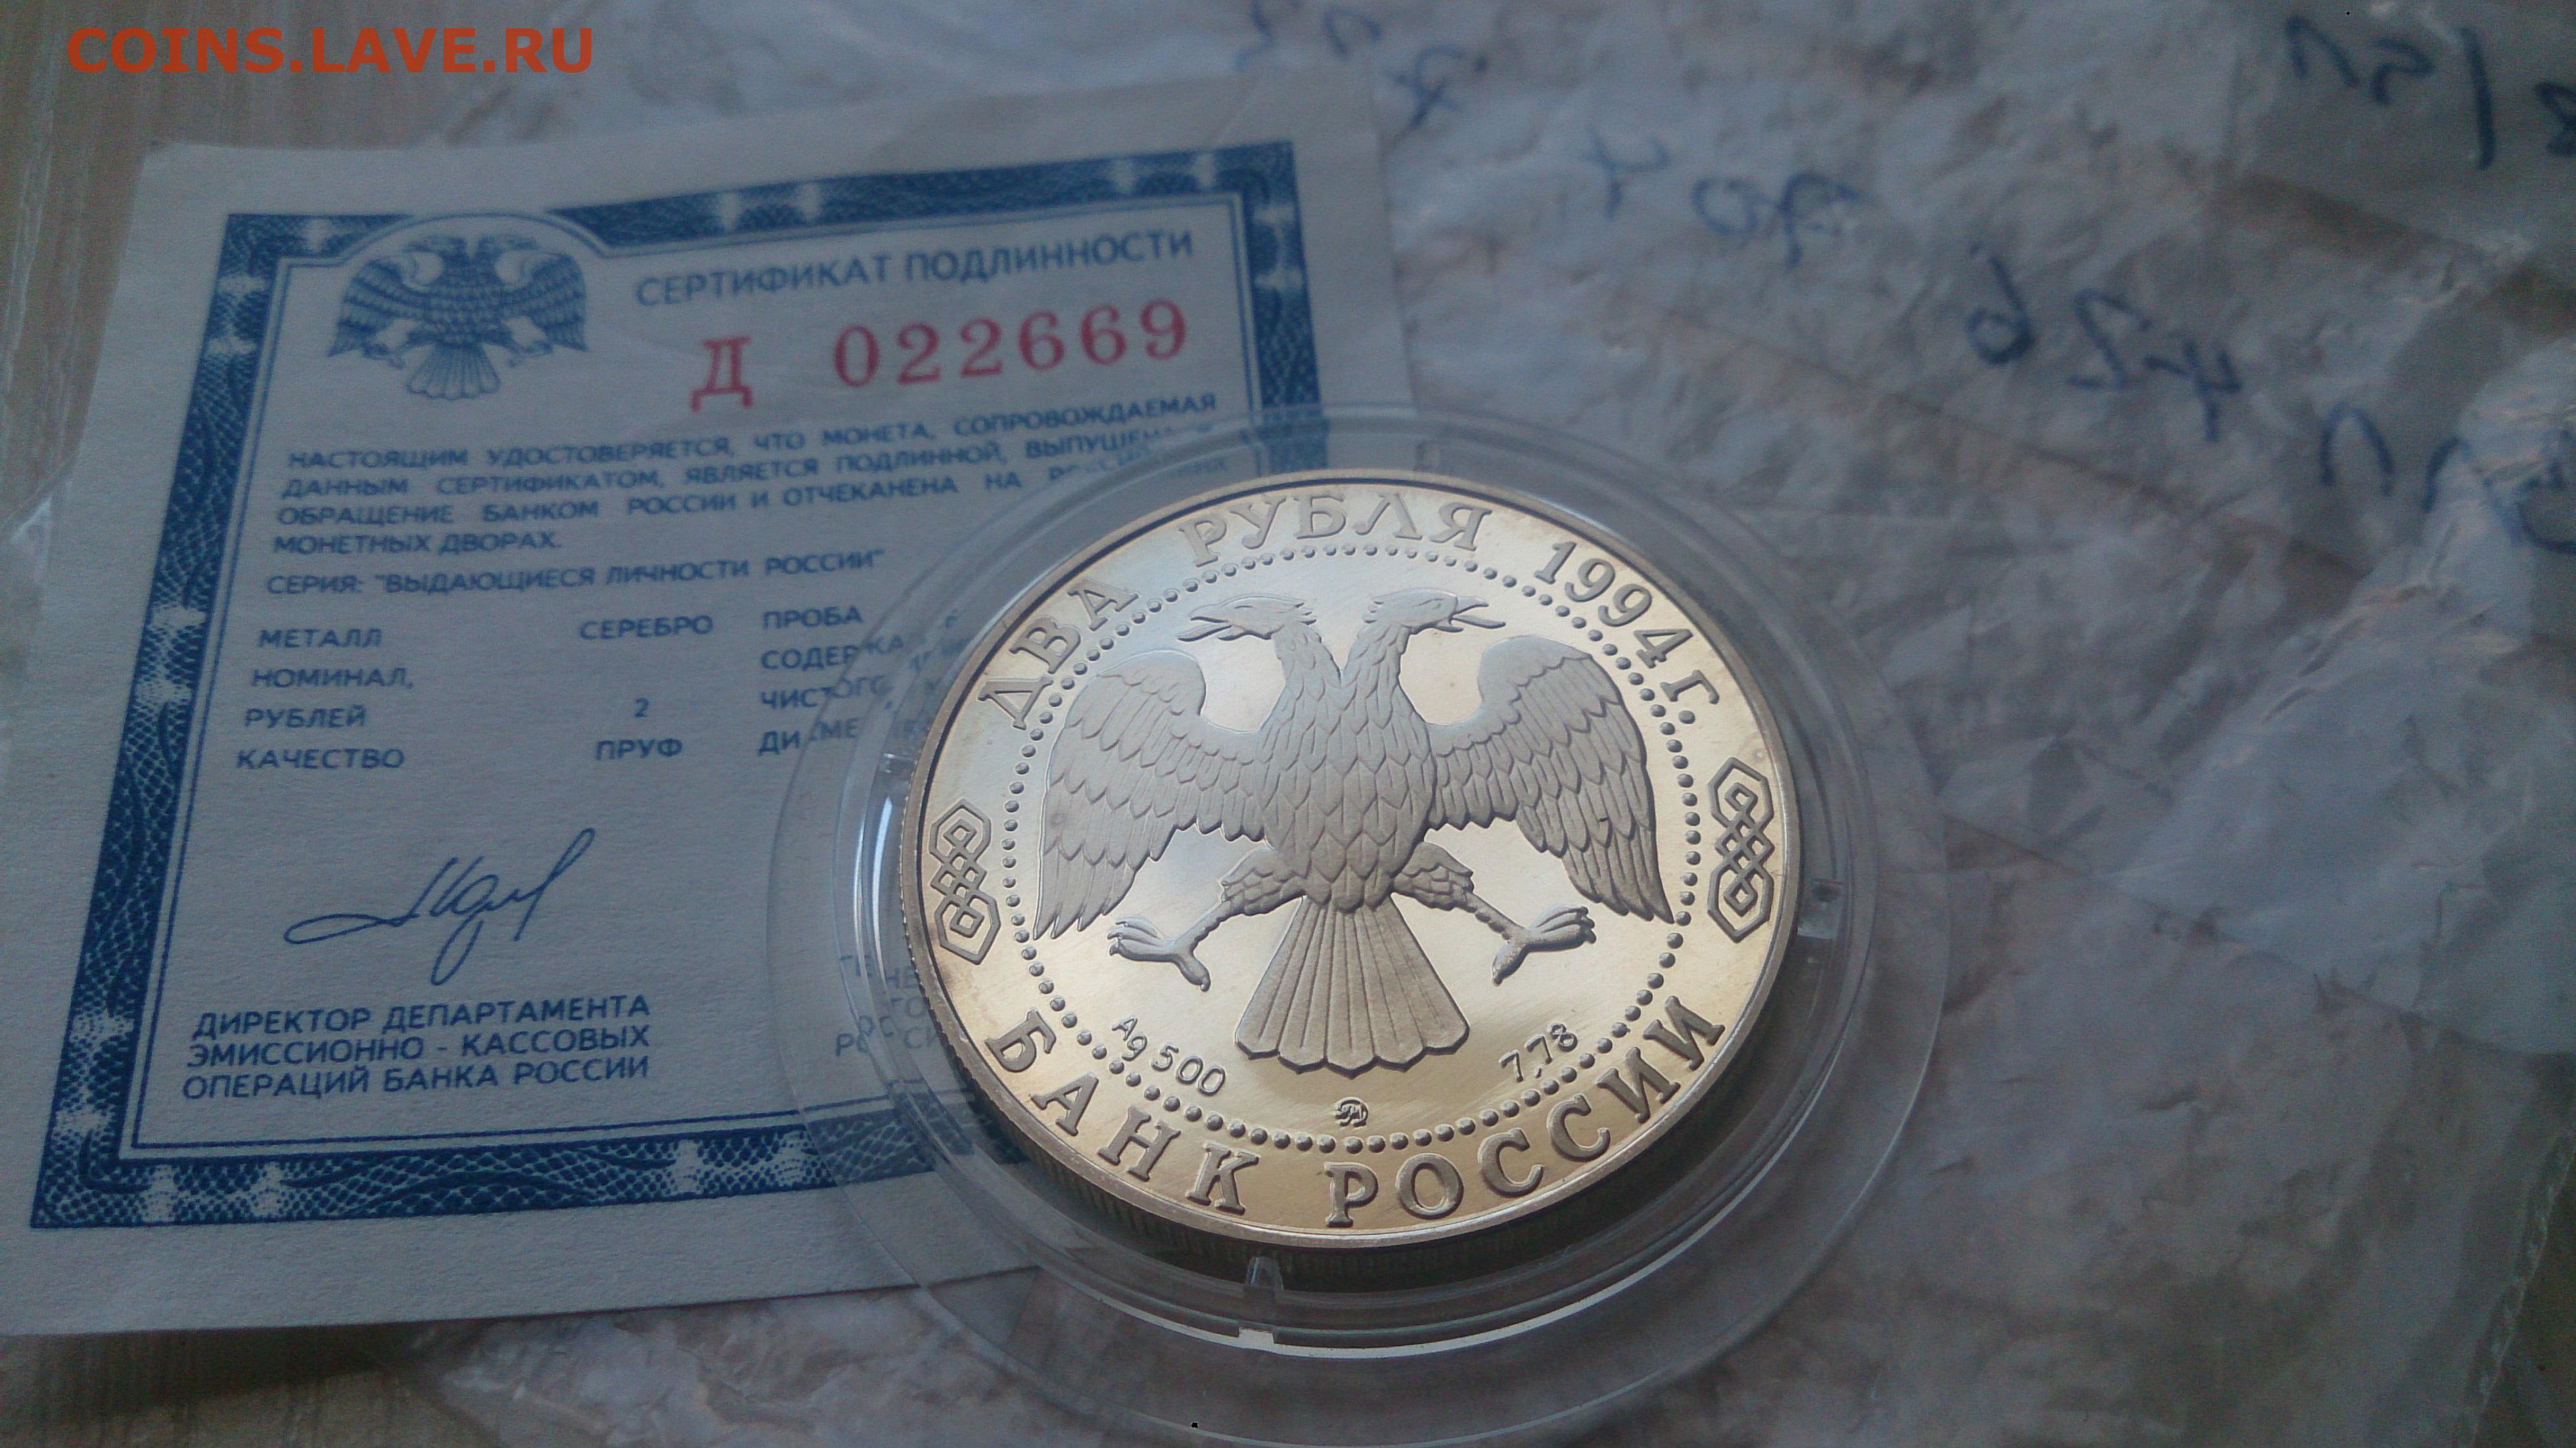 COINS.LAVE.RU
СЕРТИФИКАТ ПОДЛИННОСТИ
Д 022669
НАСТОЯЩИМ УДОСТОВЕРЯЕТСЯ, ЧТО МОНЕТА, СОПРОВОЖДАЕМАЯ
ДАННЫМ СЕРТИФИКАТОМ, ЯВЛЯЕТСЯ ПОДЛИННОЙ, ВЫПУЩЕНА
ОБРАЩЕНИЕ БАНКОМ РОССИИ И ОТЧЕКАНЕНА НА
МОНЕТНЫХ ДВОРАХ.
СЕРИЯ: "ВЫДАЮЩИЕСЯ ЛИЧНОСТИ РОССИИ"
МЕТАЛЛ СЕРЕБРО ПРОБА
НОМИНАЛ,
РУБЛЕЙ 2
КАЧЕСТВО ПРУФ
ДИРЕКТОР ДЕПАРТАМЕНТА
ЭМИССИОННО - КАССОВЫХ
ОПЕРАЦИЙ БАНКА РОССИИ
ДВА РУБЛЯ 1994 г.
Ag 500 7,78
БАНК РОССИИ